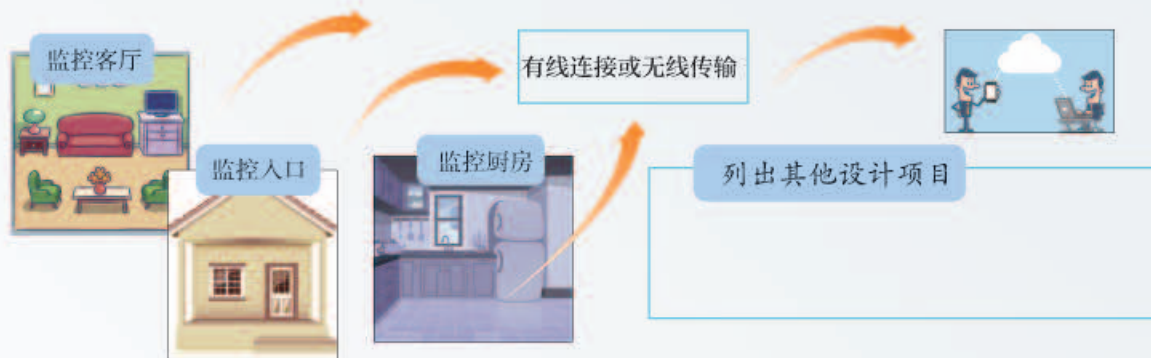 监控客厅
有线连接或无线传输
监控入口
监控厨房
列出其他设计项目